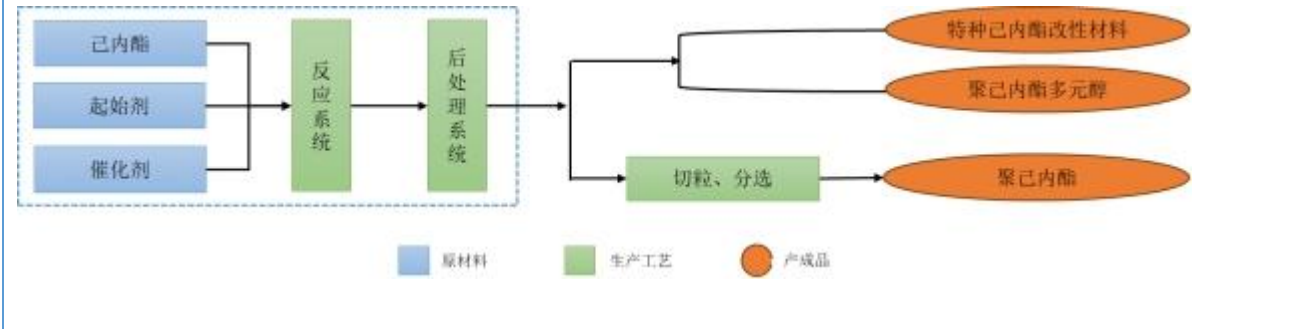 己内酯
起始剂
催化剂
反应系统
后处理系统
切粒、分选
特种己内酯改性材料
聚己内酯多元醇
聚己内酯
原材料
生产工艺
产成品